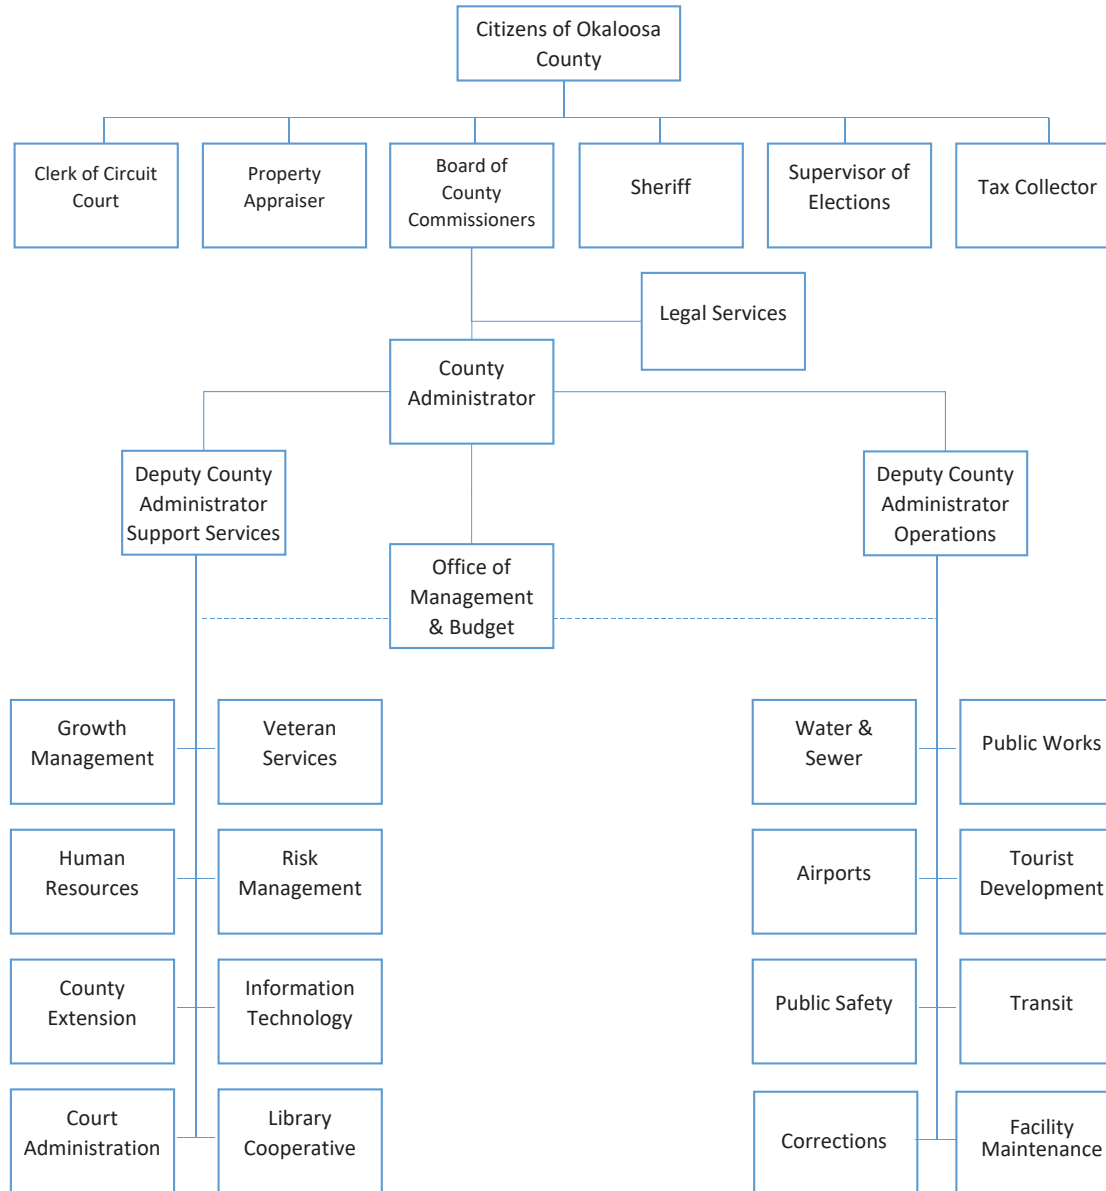 Citizens of Okaloosa
County
Clerk of Circuit
Court
Property
Appraiser
Board of
County
Commissioners
Sheriff
Supervisor of
Elections
Tax Collector
Legal Services
County
Administrator
Deputy County
Administrator
Support Services
Deputy County
Administrator
Operations
Office of
Management
& Budget
Growth
Management
Veteran
Services
Water &
Sewer
Public Works
Human
Resources
Risk
Management
Airports
Tourist
Development
County
Extension
Information
Technology
Public Safety
Transit
Court
Administration
Library
Cooperative
Corrections
Facility
Maintenance